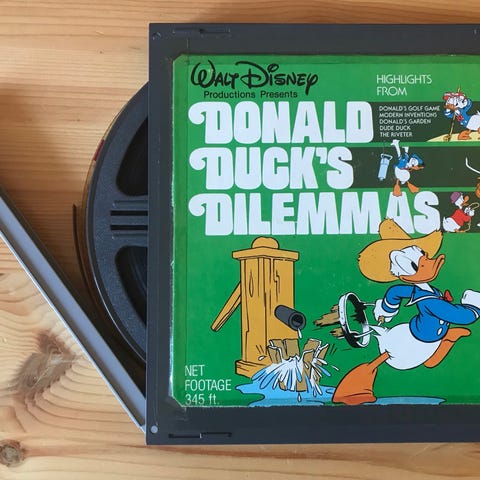 WALT DISNEY
Productions Presents
HIGHLIGHTS
FROM
DONALD'S GOLF GAME
MODERN INVENTIONS
DONALD'S GARDEN
DUDE DUCK
THE RIVETER
DONALD
DUCK'S
DILEMMAS
NET
FOOTAGE
345 ft.